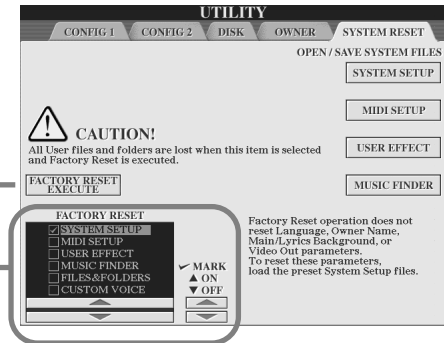 UTILITY
CONFIG 1 CONFIG 2 DISK OWNER SYSTEM RESET
OPEN / SAVE SYSTEM FILES
SYSTEM SETUP
MIDI SETUP
USER EFFECT
MUSIC FINDER
CAUTION!
All User files and folders are lost when this item is selected
and Factory Reset is executed.
FACTORY RESET
EXECUTE
FACTORY RESET
SYSTEM SETUP
MIDI SETUP
USER EFFECT
MUSIC FINDER
FILES&FOLDERS
CUSTOM VOICE
MARK
▲ ON
▼ OFF
Factory Reset operation does not
reset Language, Owner Name,
Main/Lyrics Background, or
Video Out parameters.
To reset these parameters,
load the preset System Setup files.